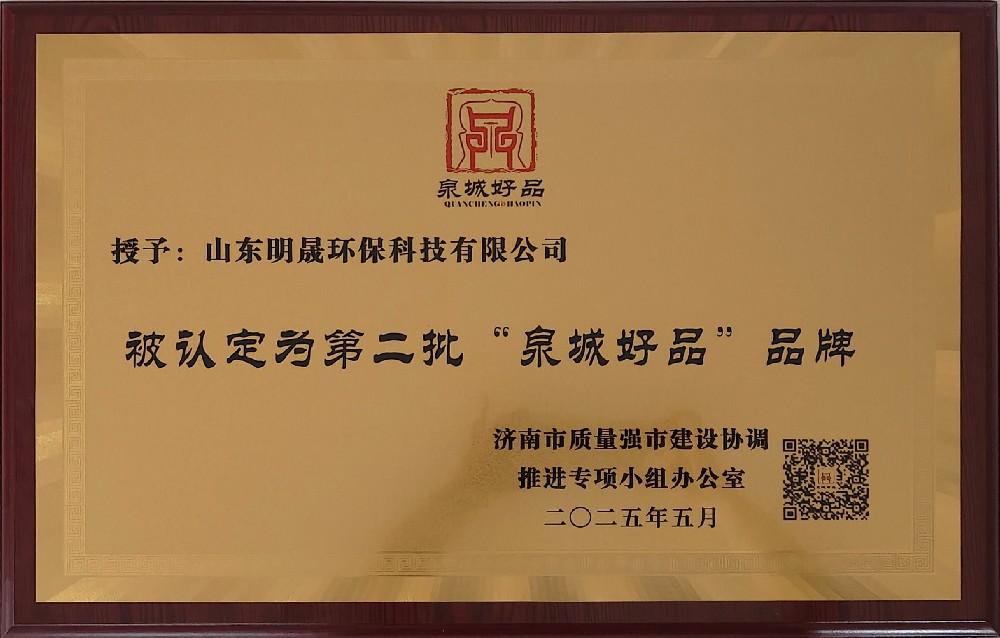 泉城好品
QUANCHENG HAOPIN
授予：山东明晟环保科技有限公司
被认定为第二批“泉城好品”品牌
济南市质量强市建设协调
推进专项小组办公室
二〇二五年五月